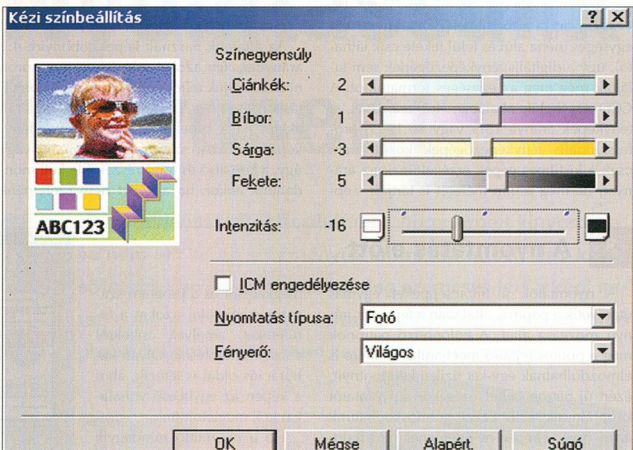 Kézi színbeállítás
Színegyensúly
Ciánkék: 2
Bíbor: 1
Sárga: -3
Fekete: 5
ABC123
Intenzitás: -16
ICM engedélyezése
Nyomtatás típusa: Fotó
Fényerő: Világos
OK Mégse Alapért. Súgó